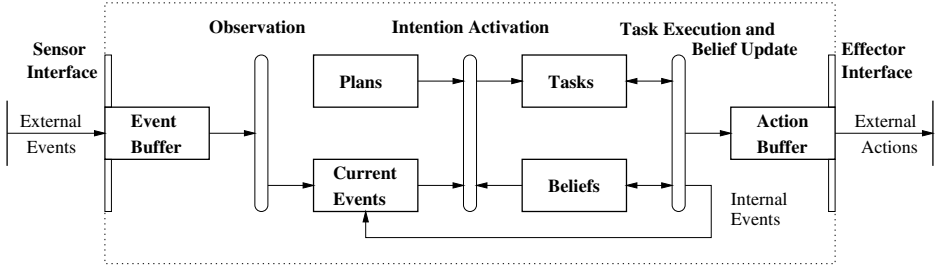 Observation
Intention Activation
Task Execution and
Belief Update
Sensor
Interface
Effector
Interface
Plans
Tasks
External
Events
Event
Buffer
Action
Buffer
External
Actions
Current
Events
Beliefs
Internal
Events